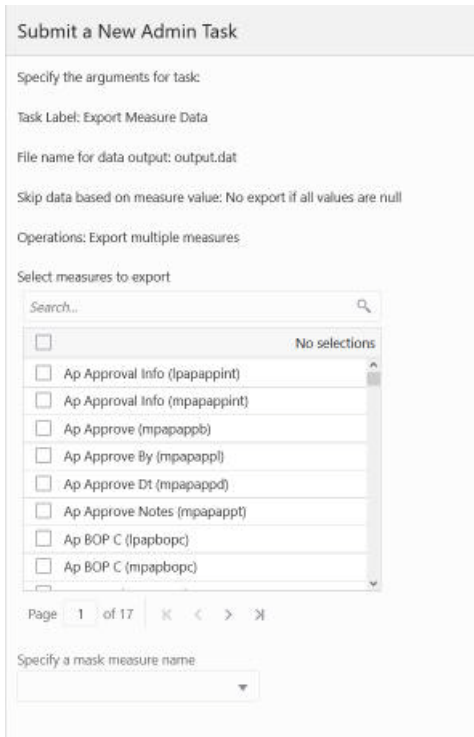 Submit a New Admin Task
Specify the arguments for task:
Task Label: Export Measure Data
File name for data output: output.dat
Skip data based on measure value: No export if all values are null
Operations: Export multiple measures
Select measures to export
Search...
No selections
Ap Approval Info (lpapappint)
Ap Approval Info (mpapappint)
Ap Approve (mpapappb)
Ap Approve By (mpapappl)
Ap Approve Dt (mpapappd)
Ap Approve Notes (mpapappt)
Ap BOP C (lpapbopc)
Ap BOP C (mpapbopc)
Page 1 of 17
Specify a mask measure name